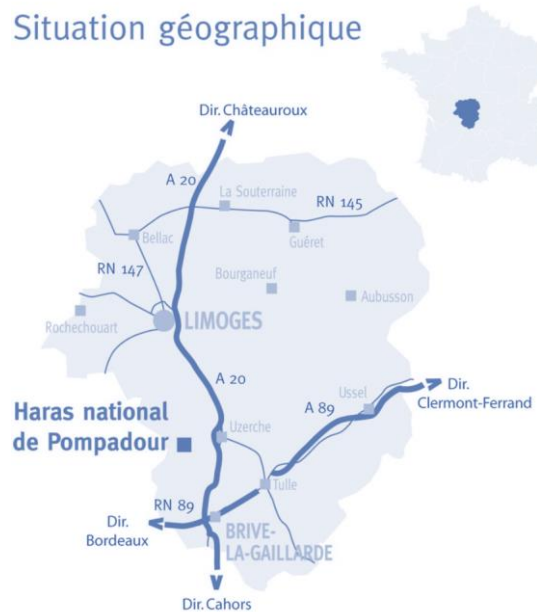 Situation géographique
Dir. Châteauroux
A 20
La Souterraine
RN 145
Bellac
Guéret
RN 147
Bourganeuf
Aubusson
Rochechouart
LIMOGES
A 20
Ussel
Dir.
Clermont-Ferrand
A 89
Haras national
de Pompadour
Uzerche
Tulle
RN 89
Dir.
Bordeaux
BRIVE-
LA-GAILLARDE
Dir. Cahors